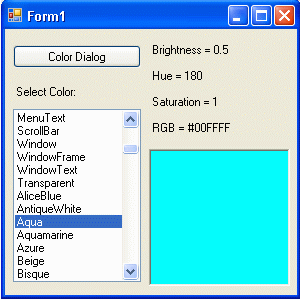 Form1
Color Dialog
Brightness = 0.5
Hue = 180
Select Color:
Saturation = 1
RGB = #00FFFF
MenuText
ScrollBar
Window
WindowFrame
WindowText
Transparent
AliceBlue
AntiqueWhite
Aqua
Aquamarine
Azure
Beige
Bisque